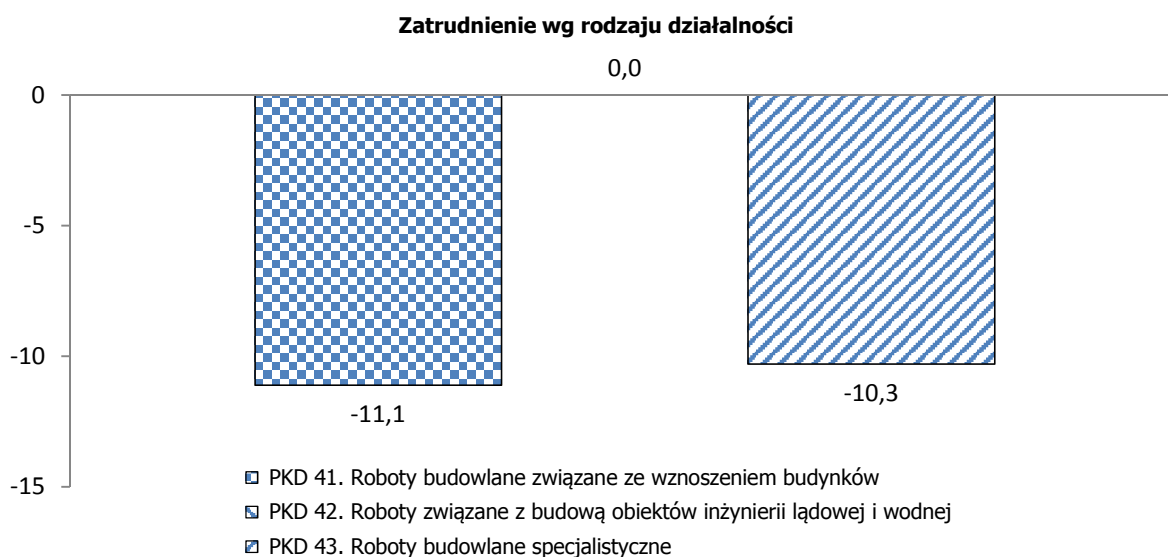 Zatrudnienie wg rodzaju działalności
0,0
0
-5
-10
-11,1
-10,3
-15
PKD 41. Roboty budowlane związane ze wznoszeniem budynków
PKD 42. Roboty związane z budową obiektów inżynierii lądowej i wodnej
PKD 43. Roboty budowlane specjalistyczne